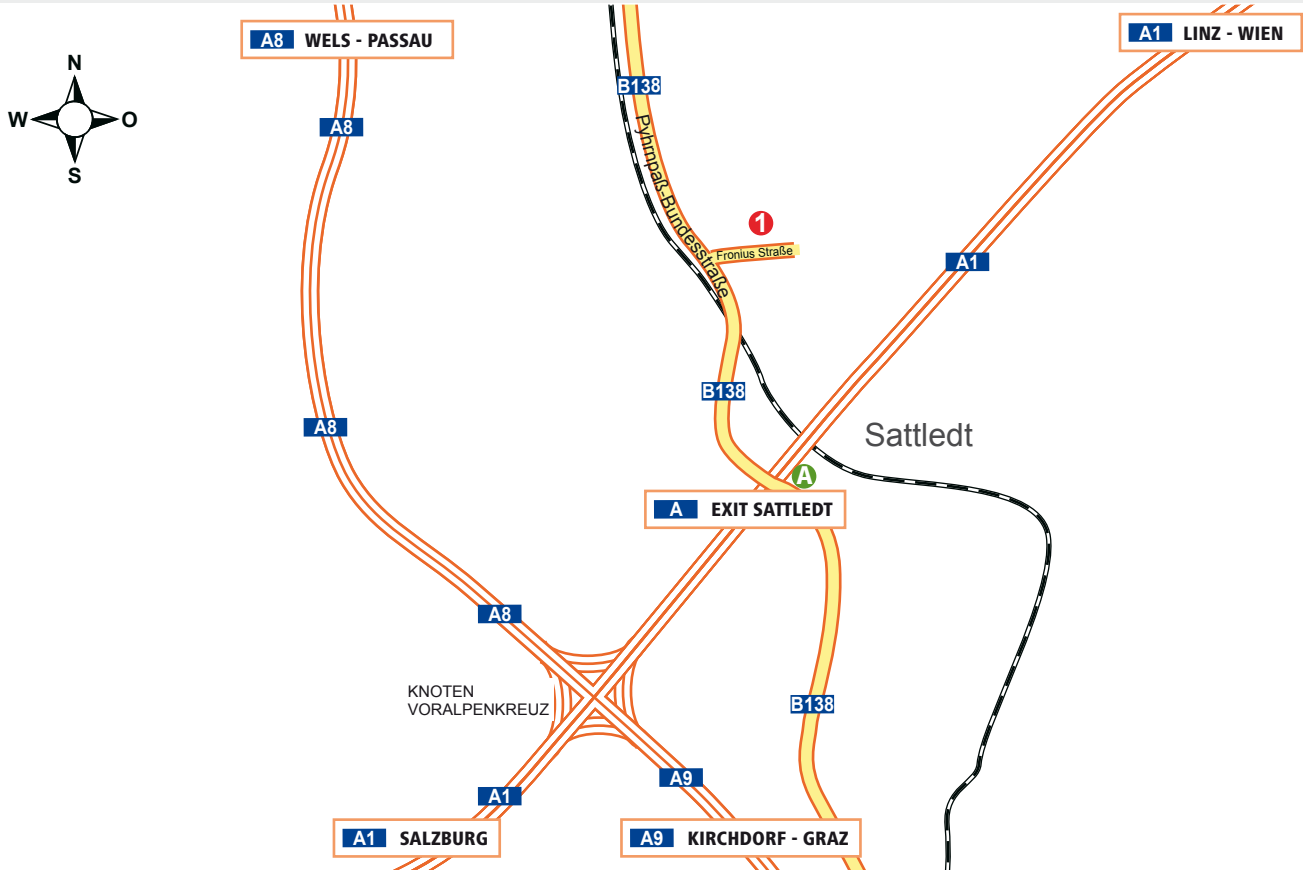 A8 WELS - PASSAU
A1 LINZ - WIEN
N
W O
S
B138
A8
Pyhrnpaß-Bundesstraße
1
Fronius Straße
A1
B138
A8
Sattledt
A
A EXIT SATTLEDT
A8
KNOTEN
VORALPENKREUZ
B138
A9
A1
A1 SALZBURG
A9 KIRCHDORF - GRAZ